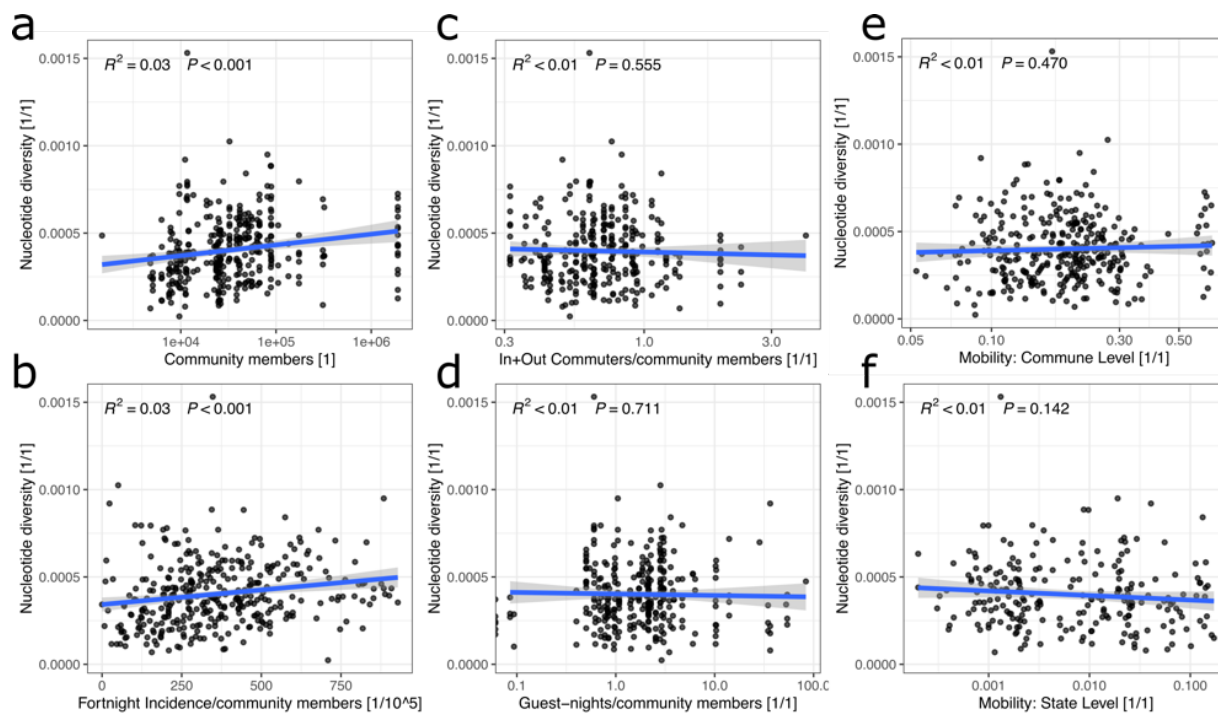 a
R² = 0.03 P < 0.001
Nucleotide diversity [1/1]
0.0015
0.0010
0.0005
0.0000
1e+04 1e+05 1e+06
Community members [1]
b
R² = 0.03 P < 0.001
Nucleotide diversity [1/1]
0.0015
0.0010
0.0005
0.0000
0 250 500 750
Fortnight Incidence/community members [1/10^5]
c
R² < 0.01 P = 0.555
Nucleotide diversity [1/1]
0.0015
0.0010
0.0005
0.0000
0.3 1.0 3.0
In+Out Commuters/community members [1/1]
d
R² < 0.01 P = 0.711
Nucleotide diversity [1/1]
0.0015
0.0010
0.0005
0.0000
0.1 1.0 10.0 100.0
Guest-nights/community members [1/1]
e
R² < 0.01 P = 0.470
Nucleotide diversity [1/1]
0.0015
0.0010
0.0005
0.0000
0.05 0.10 0.30 0.50
Mobility: Commune Level [1/1]
f
R² < 0.01 P = 0.142
Nucleotide diversity [1/1]
0.0015
0.0010
0.0005
0.0000
0.001 0.010 0.100
Mobility: State Level [1/1]